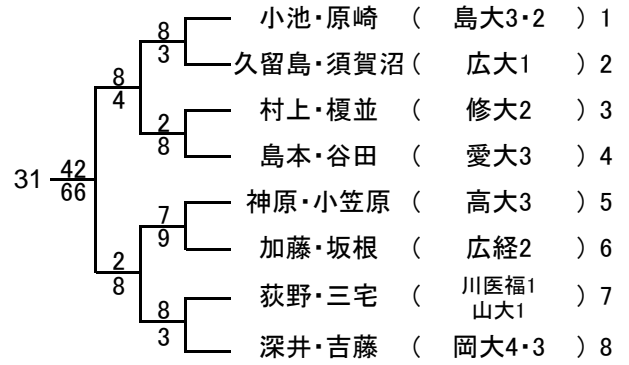 小池・原崎 ( 島大3・2 ) 1
8
3
久留島・須賀沼 ( 広大1 ) 2
8
4
村上・榎並 ( 修大2 ) 3
2
8
島本・谷田 ( 愛大3 ) 4
31
42
66
神原・小笠原 ( 高大3 ) 5
7
9
加藤・坂根 ( 広経2 ) 6
2
8
荻野・三宅 ( 川医福1 山大1 ) 7
8
3
深井・吉藤 ( 岡大4・3 ) 8